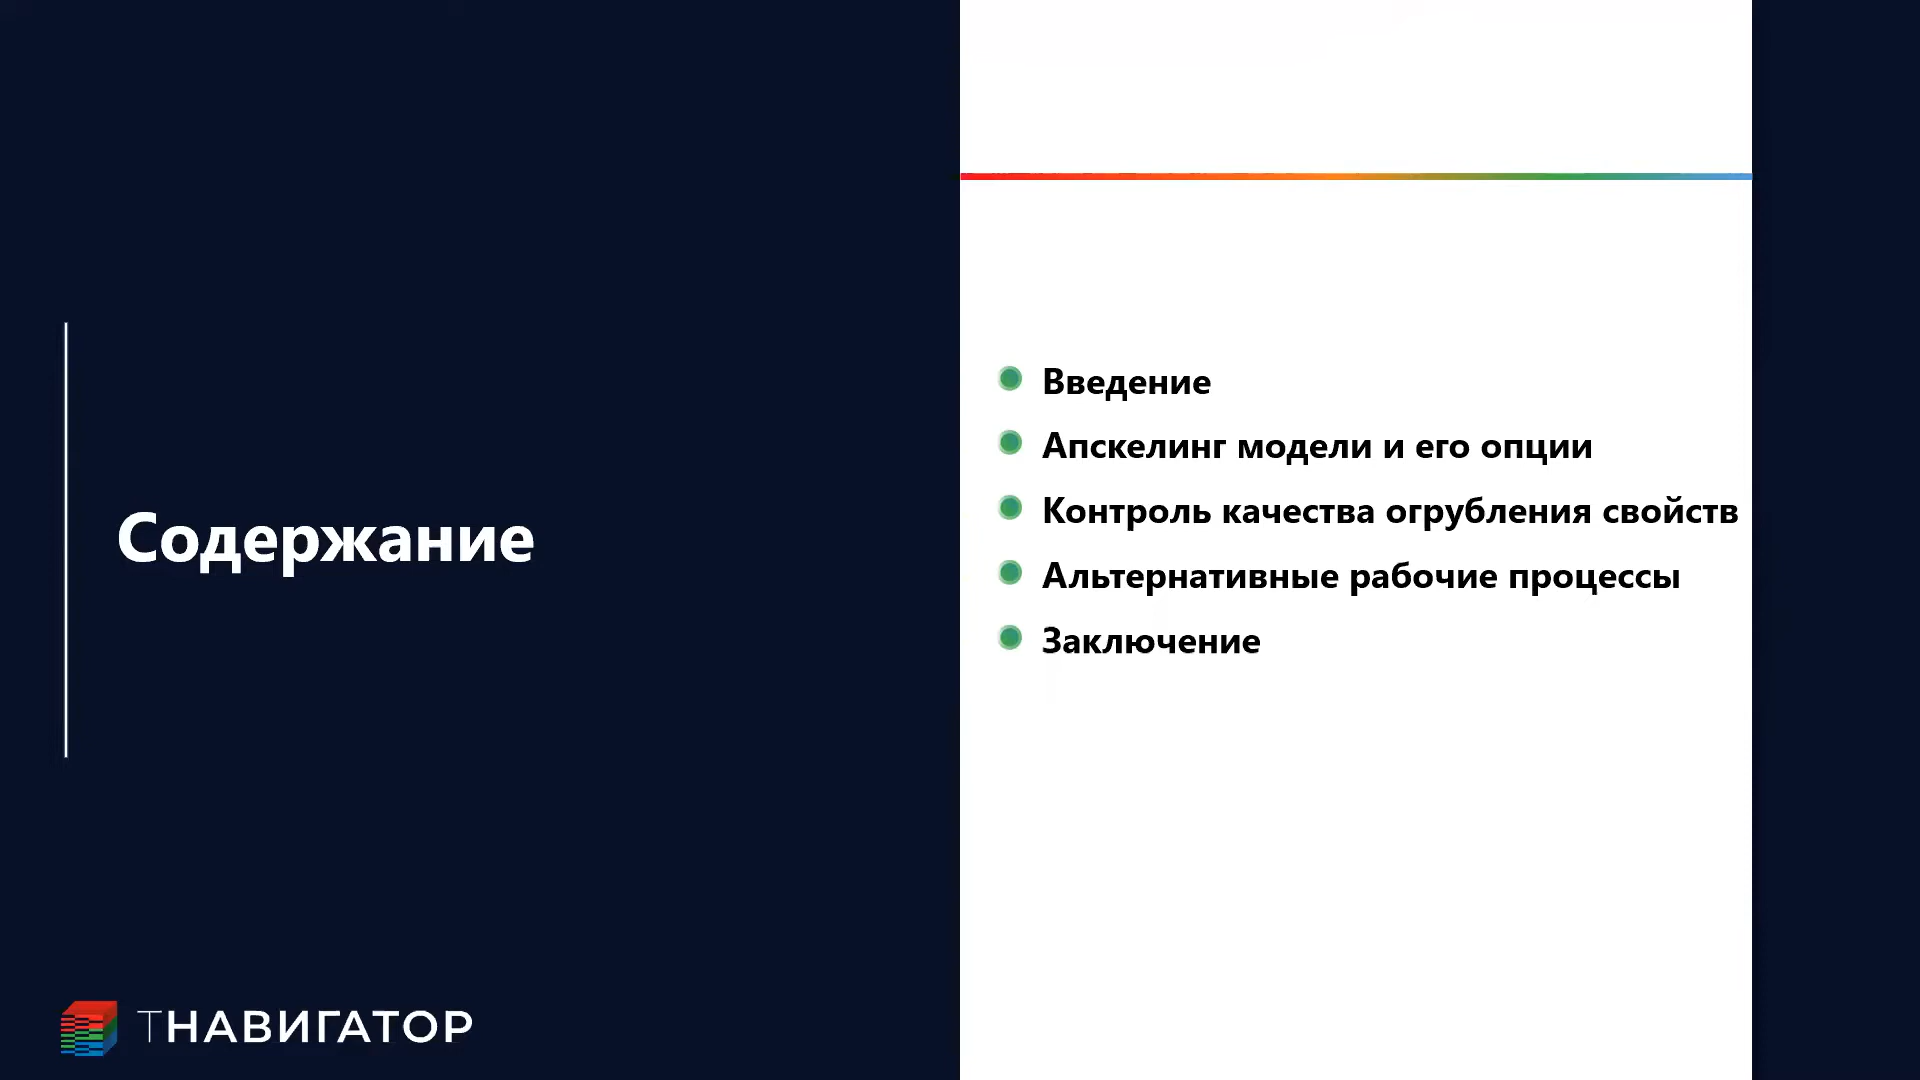 Содержание
Введение
Апскелинг модели и его опции
Контроль качества огрубления свойств
Альтернативные рабочие процессы
Заключение
ТНАВИГАТОР